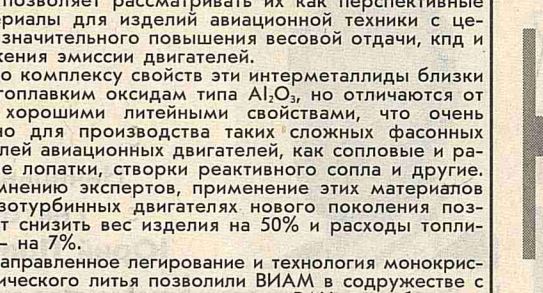 позволяет рассматривать их как перспективные
ериалы для изделий авиационной техники с це-
значительного повышения весовой отдачи, кпд и
жения эмиссии двигателей.
о комплексу свойств эти интерметаллиды близки
гоплавким оксидам типа Al₂O₃, но отличаются от
хорошими литейными свойствами, что очень
но для производства таких сложных фасонных
лей авиационных двигателей, как сопловые и ра-
е лопатки, створки реактивного сопла и другие.
мнению экспертов, применение этих материалов
зотурбинных двигателях нового поколения поз-
т снизить вес изделия на 50% и расходы топли-
– на 7%.
аправленное легирование и технология монокрис-
ического литья позволили ВИАМ в содружестве с